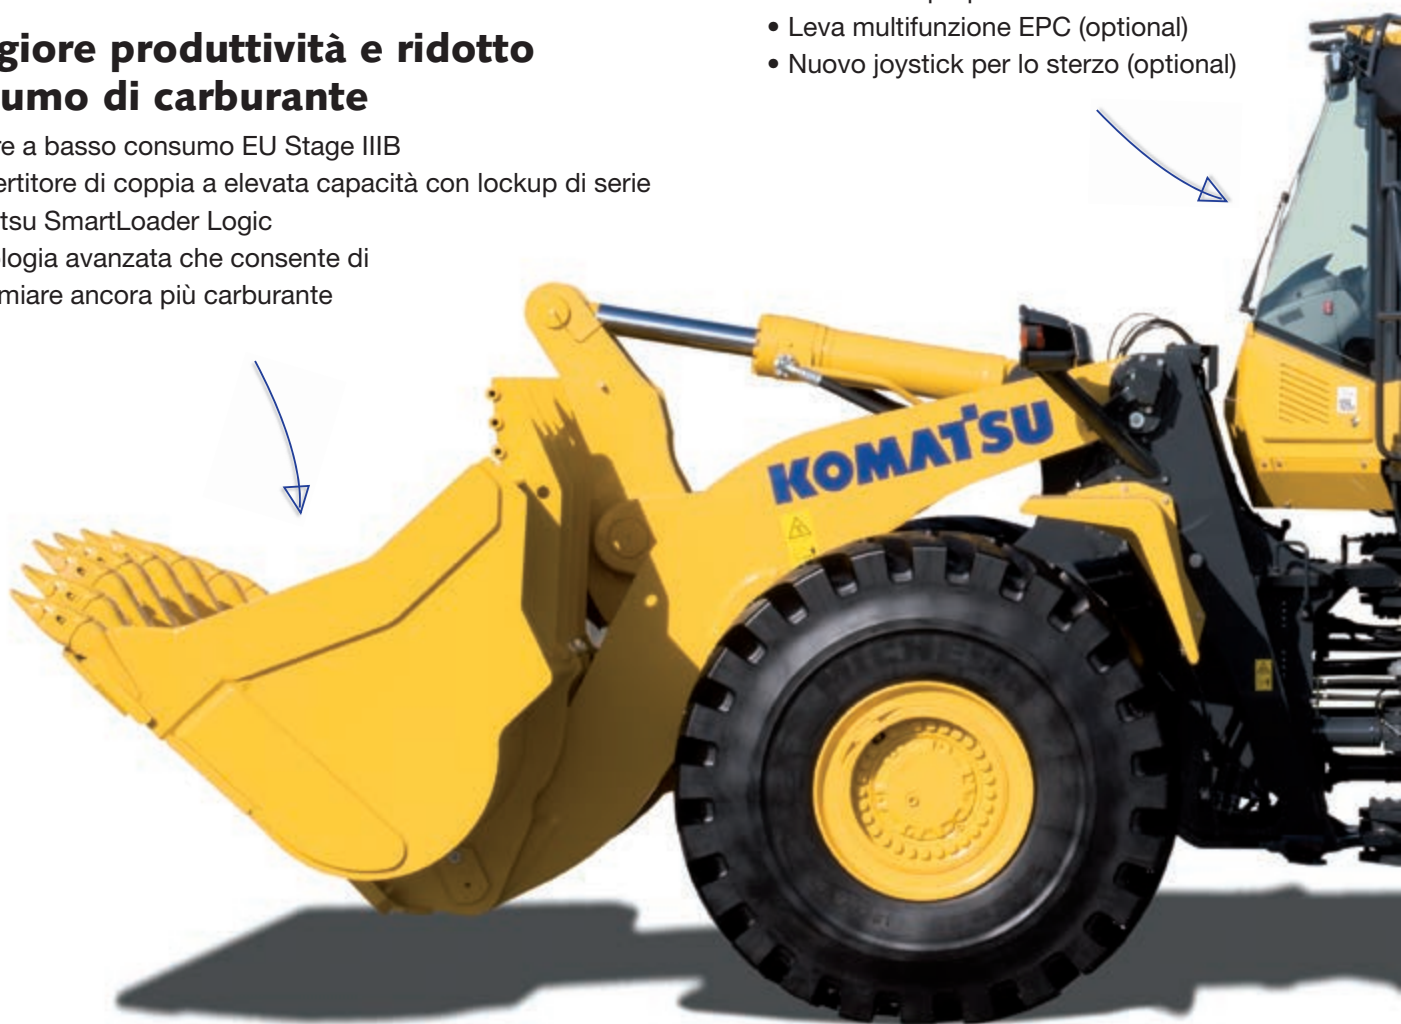 giore produttività e ridotto
umo di carburante
re a basso consumo EU Stage IIIB
ertitore di coppia a elevata capacità con lockup di serie
tsu SmartLoader Logic
logia avanzata che consente di
miare ancora più carburante
• Leva multifunzione EPC (optional)
• Nuovo joystick per lo sterzo (optional)
KOMATSU
MICHELIN